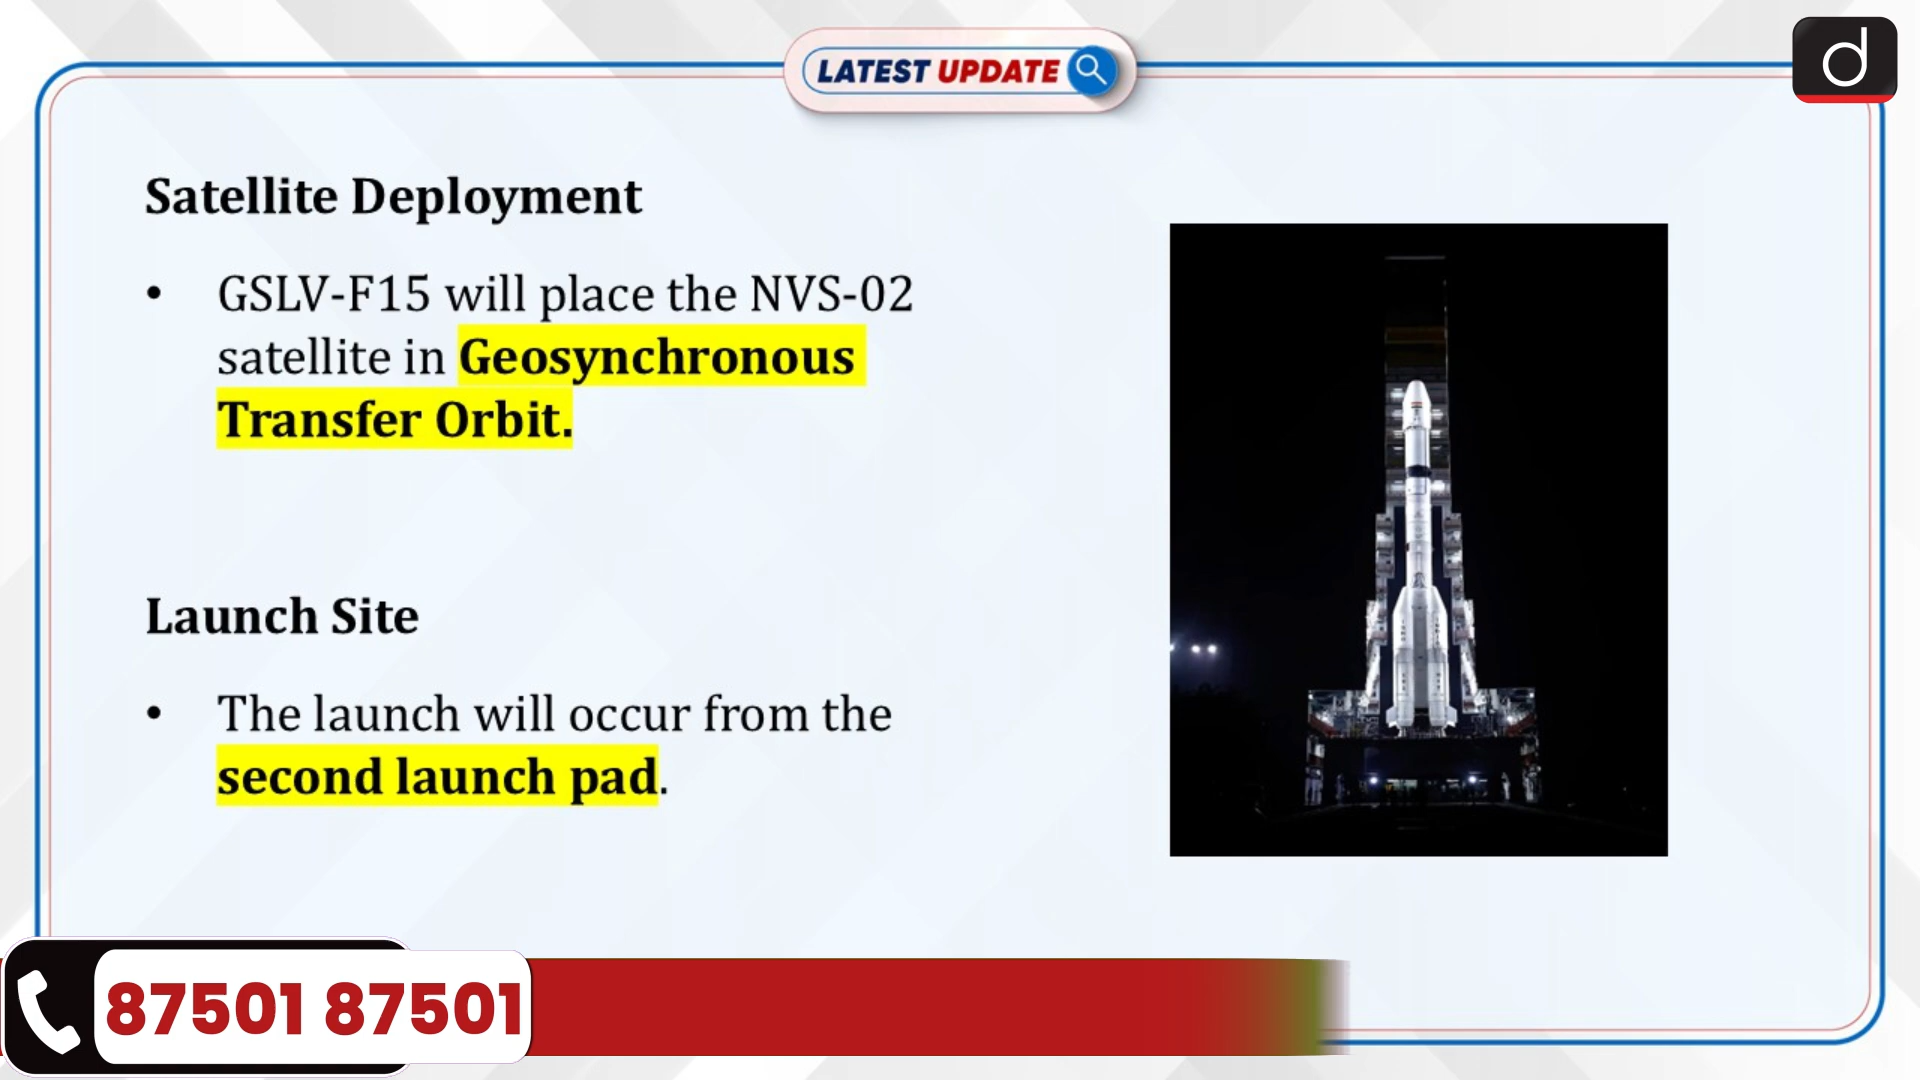 LATEST UPDATE
d
Satellite Deployment
• GSLV-F15 will place the NVS-02
satellite in Geosynchronous
Transfer Orbit.
Launch Site
• The launch will occur from the
second launch pad.
87501 87501